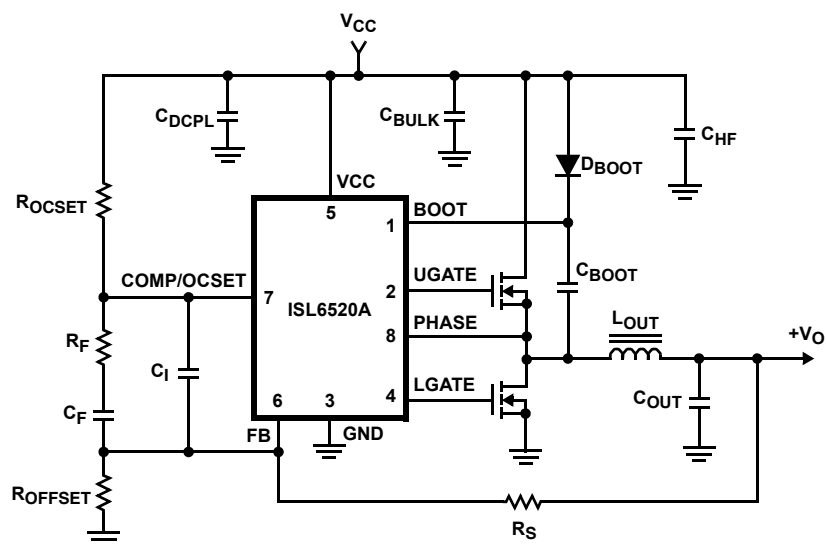 VCC
CDCPL
CBULK
CHF
DBOOT
VCC
ROCSET
5
BOOT
1
CBOOT
COMP/OCSET
7
ISL6520A
UGATE
2
PHASE
8
LOUT
+VO
RF
CI
LGATE
4
COUT
CF
6
3
FB
GND
ROFFSET
RS